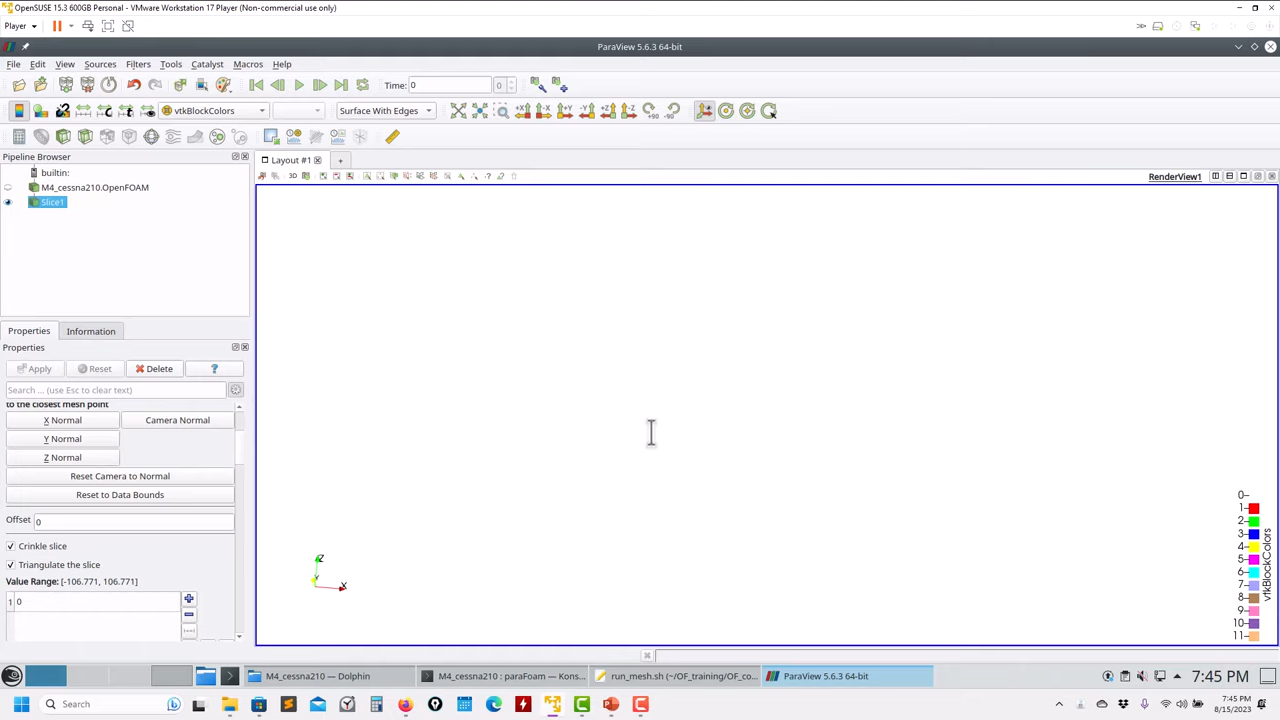 OpenSUSE 15.3 600GB Personal - VMware Workstation 17 Player (Non-commercial use only)
Player
ParaView 5.6.3 64-bit
File Edit View Sources Filters Tools Catalyst Macros Help
Time: 0 0
vtkBlockColors Surface With Edges +X -X +Y -Y +Z -Z +90 -90
Pipeline Browser
Layout #1 +
builtin:
3D RenderView1
M4_cessna210.OpenFOAM
Slice1
Properties Information
Properties
Apply Reset Delete ?
Search ... (use Esc to clear text)
to the closest mesh point
X Normal Camera Normal
Y Normal
Z Normal
Reset Camera to Normal
Reset to Data Bounds
Offset 0
Crinkle slice
Triangulate the slice
Value Range: [-106.771, 106.771]
1 0
Z
Y
X
0
1
2
3
4
5
6
7
8
9
10
11
vtkBlockColors
M4_cessna210 — Dolphin M4_cessna210 : paraFoam — Kons... run_mesh.sh (~/OF_training/OF_co... ParaView 5.6.3 64-bit 7:45 PM
Search
7:45 PM
8/15/2023